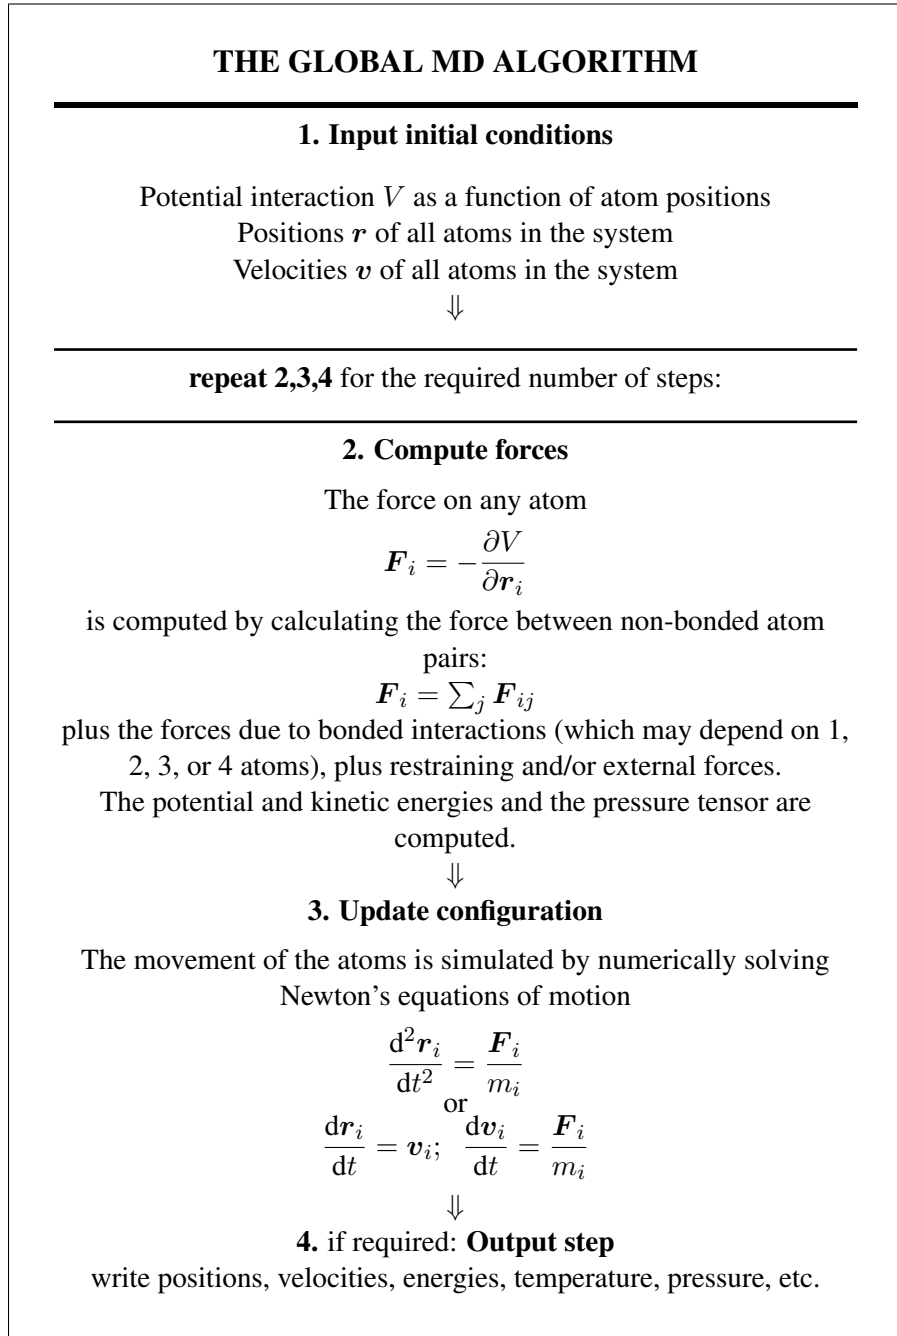 THE GLOBAL MD ALGORITHM
1. Input initial conditions
Potential interaction V as a function of atom positions
Positions r of all atoms in the system
Velocities v of all atoms in the system
⇓
repeat 2,3,4 for the required number of steps:
2. Compute forces
The force on any atom
F_i = −∂V/∂r_i
is computed by calculating the force between non-bonded atom
pairs:
F_i = ∑_j F_ij
plus the forces due to bonded interactions (which may depend on 1,
2, 3, or 4 atoms), plus restraining and/or external forces.
The potential and kinetic energies and the pressure tensor are
computed.
⇓
3. Update configuration
The movement of the atoms is simulated by numerically solving
Newton's equations of motion
d²r_i/dt² = F_i/m_i
or
dr_i/dt = v_i; dv_i/dt = F_i/m_i
⇓
4. if required: Output step
write positions, velocities, energies, temperature, pressure, etc.